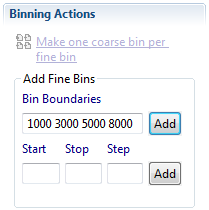 Binning Actions
Make one coarse bin per
fine bin
Add Fine Bins
Bin Boundaries
1000 3000 5000 8000 Add
Start Stop Step
Add